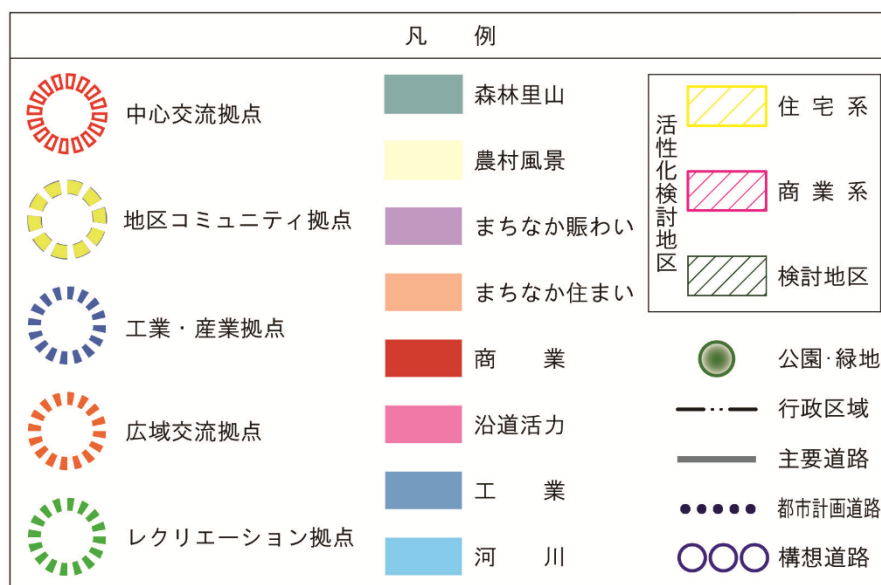 凡 例
中心交流拠点
地区コミュニティ拠点
工業・産業拠点
広域交流拠点
レクリエーション拠点
森林里山
農村風景
まちなか賑わい
まちなか住まい
商 業
沿道活力
工 業
河 川
活性化検討地区
住 宅 系
商 業 系
検討地区
公園・緑地
行政区域
主要道路
都市計画道路
構想道路